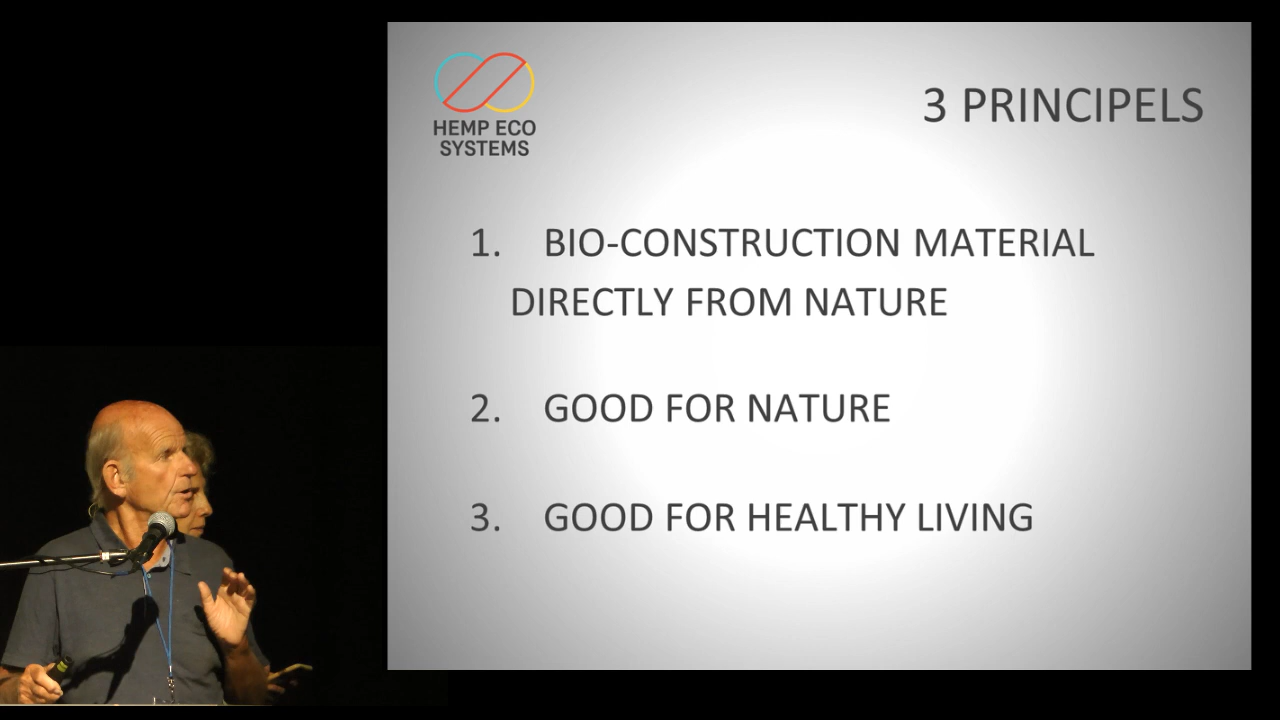 HEMP ECO
SYSTEMS
3 PRINCIPELS
1. BIO-CONSTRUCTION MATERIAL
DIRECTLY FROM NATURE
2. GOOD FOR NATURE
3. GOOD FOR HEALTHY LIVING